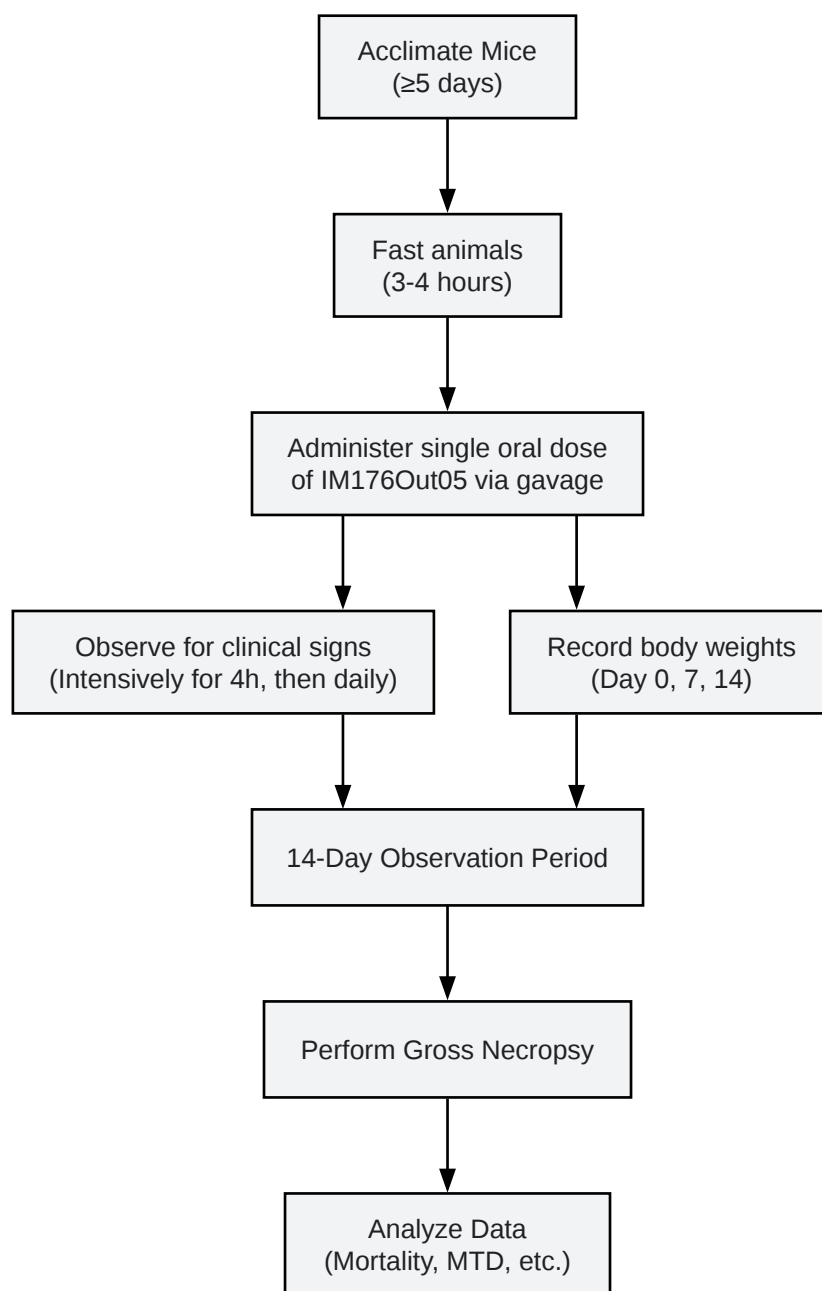 Acclimate Mice
(≥5 days)
Fast animals
(3-4 hours)
Administer single oral dose
of IM176Out05 via gavage
Observe for clinical signs
(Intensively for 4h, then daily)
Record body weights
(Day 0, 7, 14)
14-Day Observation Period
Perform Gross Necropsy
Analyze Data
(Mortality, MTD, etc.)